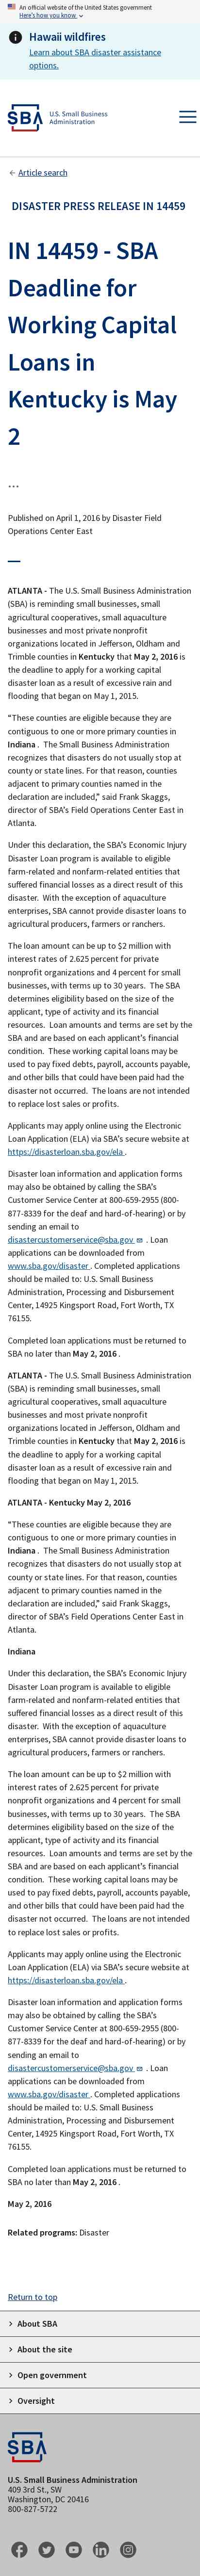 An official website of the United States government
Here's how you know
Hawaii wildfires
Learn about SBA disaster assistance
options.
SBA
U.S. Small Business
Administration
Article search
DISASTER PRESS RELEASE IN 14459
IN 14459 - SBA
Deadline for
Working Capital
Loans in
Kentucky is May
2
...
Published on April 1, 2016 by Disaster Field
Operations Center East
ATLANTA - The U.S. Small Business Administration
(SBA) is reminding small businesses, small
agricultural cooperatives, small aquaculture
businesses and most private nonprofit
organizations located in Jefferson, Oldham and
Trimble counties in Kentucky that May 2, 2016 is
the deadline to apply for a working capital
disaster loan as a result of excessive rain and
flooding that began on May 1, 2015.
“These counties are eligible because they are
contiguous to one or more primary counties in
Indiana .  The Small Business Administration
recognizes that disasters do not usually stop at
county or state lines. For that reason, counties
adjacent to primary counties named in the
declaration are included,” said Frank Skaggs,
director of SBA’s Field Operations Center East in
Atlanta.
Under this declaration, the SBA’s Economic Injury
Disaster Loan program is available to eligible
farm-related and nonfarm-related entities that
suffered financial losses as a direct result of this
disaster.  With the exception of aquaculture
enterprises, SBA cannot provide disaster loans to
agricultural producers, farmers or ranchers.
The loan amount can be up to $2 million with
interest rates of 2.625 percent for private
nonprofit organizations and 4 percent for small
businesses, with terms up to 30 years.  The SBA
determines eligibility based on the size of the
applicant, type of activity and its financial
resources.  Loan amounts and terms are set by the
SBA and are based on each applicant’s financial
condition.  These working capital loans may be
used to pay fixed debts, payroll, accounts payable,
and other bills that could have been paid had the
disaster not occurred.  The loans are not intended
to replace lost sales or profits.
Applicants may apply online using the Electronic
Loan Application (ELA) via SBA’s secure website at
https://disasterloan.sba.gov/ela .
Disaster loan information and application forms
may also be obtained by calling the SBA’s
Customer Service Center at 800-659-2955 (800-
877-8339 for the deaf and hard-of-hearing) or by
sending an email to
disastercustomerservice@sba.gov . Loan
applications can be downloaded from
www.sba.gov/disaster . Completed applications
should be mailed to: U.S. Small Business
Administration, Processing and Disbursement
Center, 14925 Kingsport Road, Fort Worth, TX
76155.
Completed loan applications must be returned to
SBA no later than May 2, 2016 .
ATLANTA - The U.S. Small Business Administration
(SBA) is reminding small businesses, small
agricultural cooperatives, small aquaculture
businesses and most private nonprofit
organizations located in Jefferson, Oldham and
Trimble counties in Kentucky that May 2, 2016 is
the deadline to apply for a working capital
disaster loan as a result of excessive rain and
flooding that began on May 1, 2015.
ATLANTA - Kentucky May 2, 2016
“These counties are eligible because they are
contiguous to one or more primary counties in
Indiana .  The Small Business Administration
recognizes that disasters do not usually stop at
county or state lines. For that reason, counties
adjacent to primary counties named in the
declaration are included,” said Frank Skaggs,
director of SBA’s Field Operations Center East in
Atlanta.
Indiana
Under this declaration, the SBA’s Economic Injury
Disaster Loan program is available to eligible
farm-related and nonfarm-related entities that
suffered financial losses as a direct result of this
disaster.  With the exception of aquaculture
enterprises, SBA cannot provide disaster loans to
agricultural producers, farmers or ranchers.
The loan amount can be up to $2 million with
interest rates of 2.625 percent for private
nonprofit organizations and 4 percent for small
businesses, with terms up to 30 years.  The SBA
determines eligibility based on the size of the
applicant, type of activity and its financial
resources.  Loan amounts and terms are set by the
SBA and are based on each applicant’s financial
condition.  These working capital loans may be
used to pay fixed debts, payroll, accounts payable,
and other bills that could have been paid had the
disaster not occurred.  The loans are not intended
to replace lost sales or profits.
Applicants may apply online using the Electronic
Loan Application (ELA) via SBA’s secure website at
https://disasterloan.sba.gov/ela .
Disaster loan information and application forms
may also be obtained by calling the SBA’s
Customer Service Center at 800-659-2955 (800-
877-8339 for the deaf and hard-of-hearing) or by
sending an email to
disastercustomerservice@sba.gov . Loan
applications can be downloaded from
www.sba.gov/disaster . Completed applications
should be mailed to: U.S. Small Business
Administration, Processing and Disbursement
Center, 14925 Kingsport Road, Fort Worth, TX
76155.
Completed loan applications must be returned to
SBA no later than May 2, 2016 .
May 2, 2016
Related programs: Disaster
Return to top
About SBA
About the site
Open government
Oversight
SBA
U.S. Small Business Administration
409 3rd St., SW
Washington, DC 20416
800-827-5722